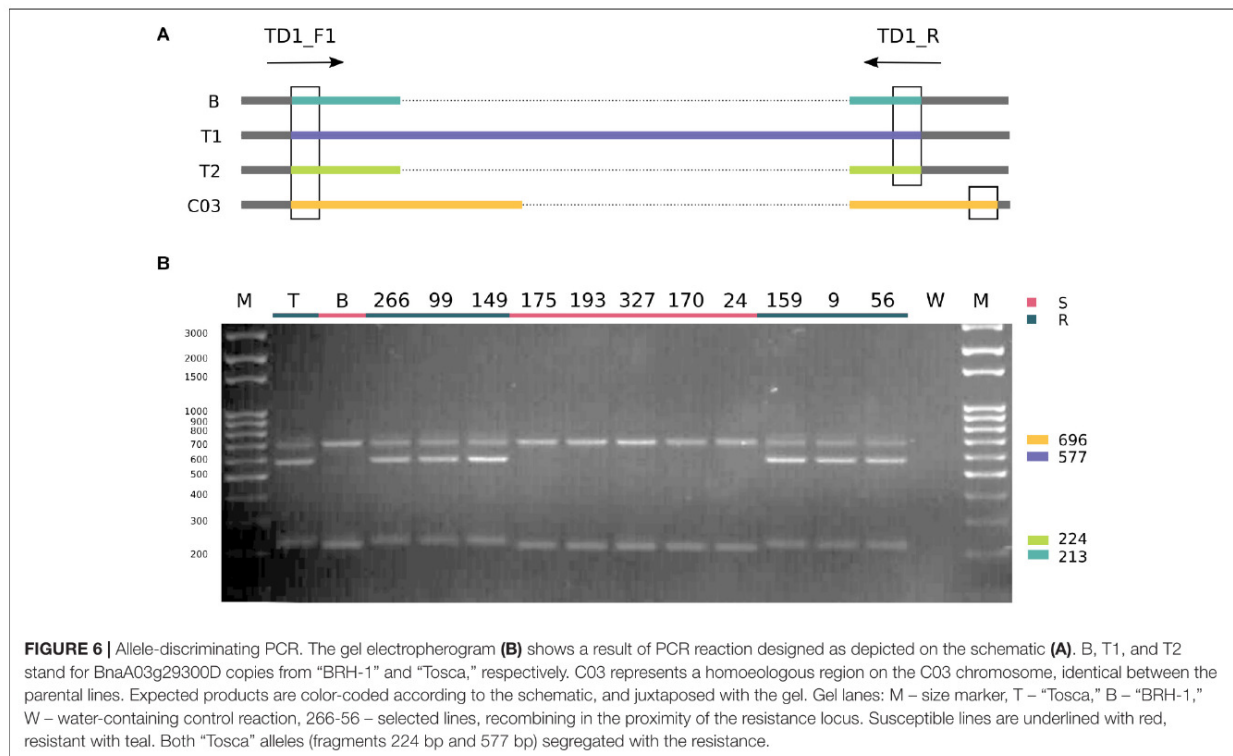 A
TD1_F1 TD1_R
B
T1
T2
C03
B
M T B 266 99 149 175 193 327 170 24 159 9 56 W M
S
R
3000
2000
1500
1000
900
800
700
600
500
400
300
200
696
577
224
213
FIGURE 6 | Allele-discriminating PCR. The gel electropherogram (B) shows a result of PCR reaction designed as depicted on the schematic (A). B, T1, and T2
stand for BnaA03g29300D copies from “BRH-1” and “Tosca,” respectively. C03 represents a homoeologous region on the C03 chromosome, identical between the
parental lines. Expected products are color-coded according to the schematic, and juxtaposed with the gel. Gel lanes: M – size marker, T – “Tosca,” B – “BRH-1,”
W – water-containing control reaction, 266-56 – selected lines, recombining in the proximity of the resistance locus. Susceptible lines are underlined with red,
resistant with teal. Both “Tosca” alleles (fragments 224 bp and 577 bp) segregated with the resistance.